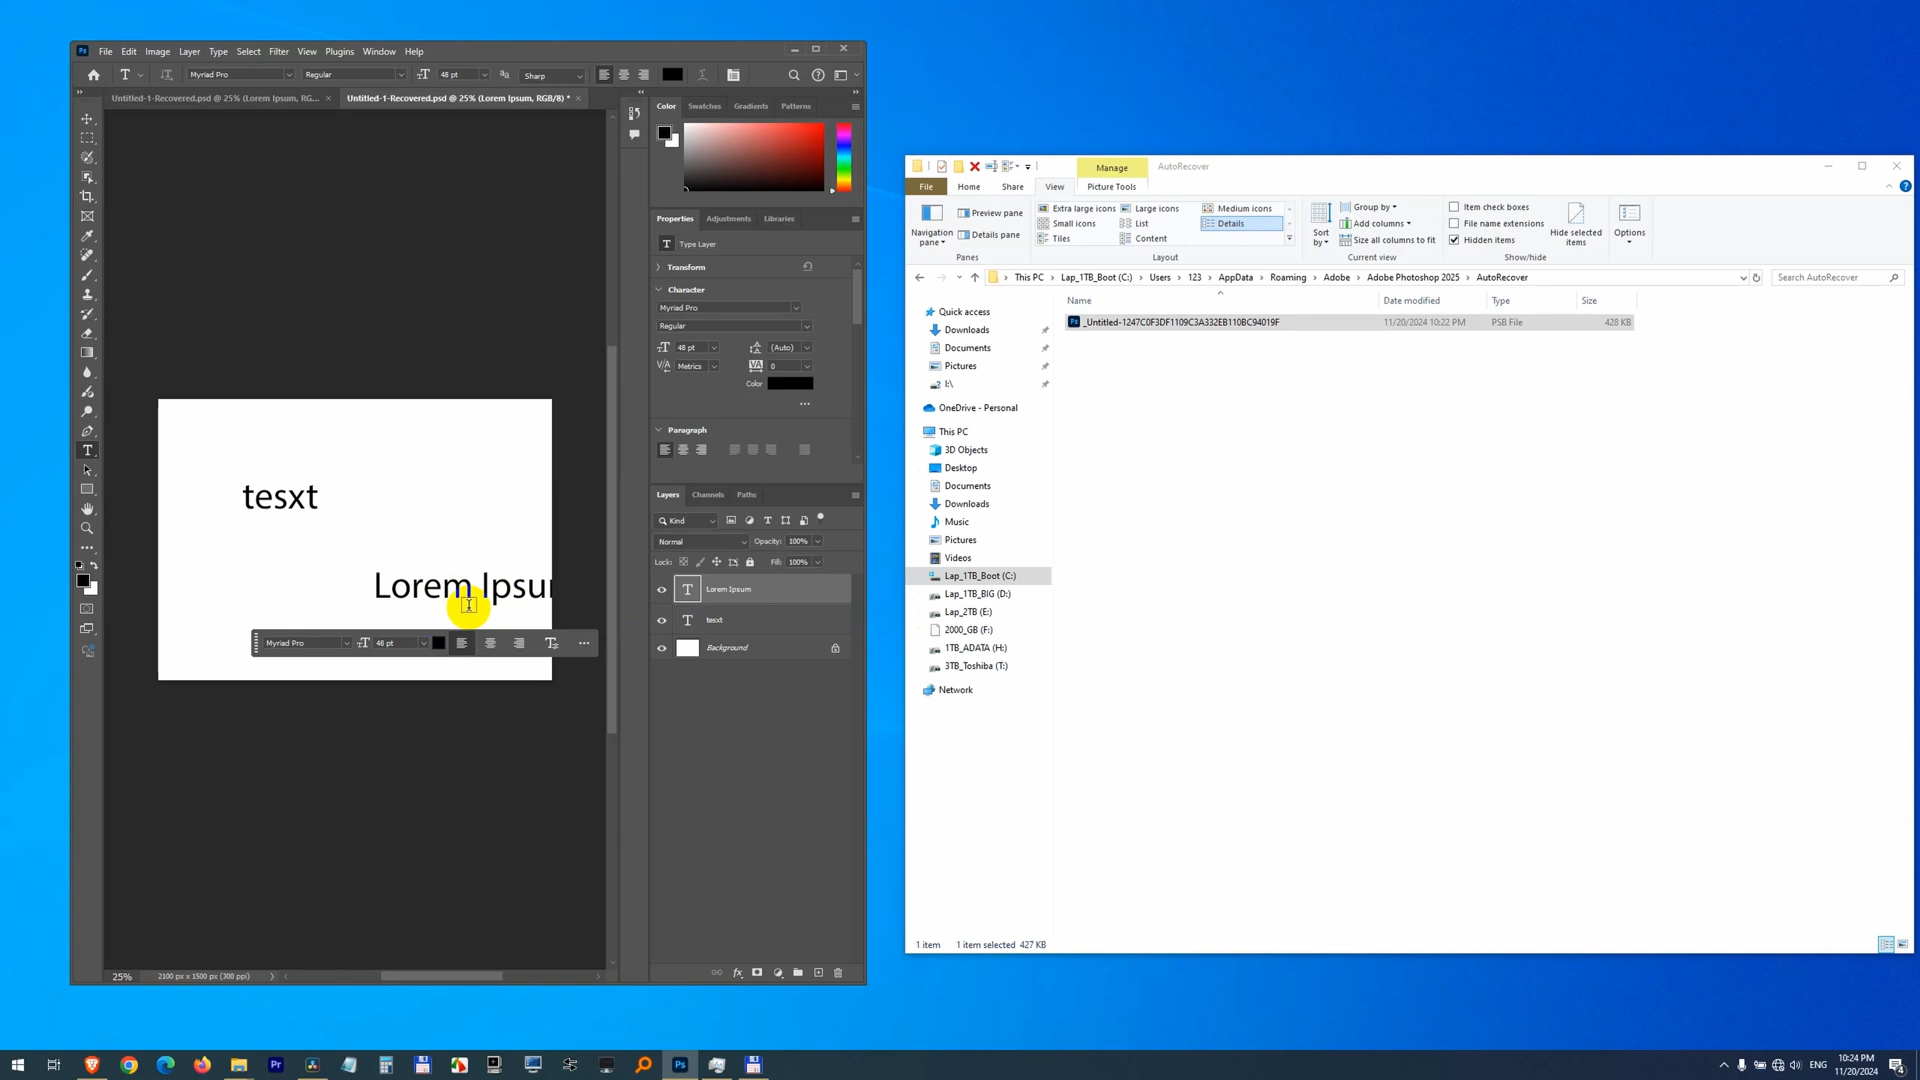 Ps File Edit Image Layer Type Select Filter View Plugins Window Help
T Myriad Pro Regular 48 pt Sharp
Untitled-1-Recovered.psd @ 25% (Lorem Ipsum, RG... × Untitled-1-Recovered.psd @ 25% (Lorem Ipsum, RGB/8) * ×
Color Swatches Gradients Patterns
Properties Adjustments Libraries
T Type Layer
Transform
Character
Myriad Pro
Regular
48 pt (Auto)
Metrics 0
Color
Paragraph
tesxt
Lorem Ipsum
Myriad Pro 48 pt
Layers Channels Paths
Kind
Normal Opacity: 100%
Lock: Fill: 100%
T Lorem Ipsum
T tesxt
Background
25% 2100 px x 1500 px (300 ppi)
Manage AutoRecover
File Home Share View Picture Tools
Navigation pane
Preview pane
Details pane
Panes
Extra large icons Large icons Medium icons
Small icons List Details
Tiles Content
Layout
Sort by
Group by
Add columns
Size all columns to fit
Current view
Item check boxes
File name extensions
Hidden items
Hide selected items
Show/hide
Options
This PC Lap_1TB_Boot (C:) Users 123 AppData Roaming Adobe Adobe Photoshop 2025 AutoRecover
Search AutoRecover
Name Date modified Type Size
_Untitled-1247C0F3DF1109C3A332EB110BC94019F 11/20/2024 10:22 PM PSB File 428 KB
Quick access
Downloads
Documents
Pictures
I:\
OneDrive - Personal
This PC
3D Objects
Desktop
Documents
Downloads
Music
Pictures
Videos
Lap_1TB_Boot (C:)
Lap_1TB_BIG (D:)
Lap_2TB (E:)
2000_GB (F:)
1TB_ADATA (H:)
3TB_Toshiba (T:)
Network
1 item 1 item selected 427 KB
Pr Ps
ENG
10:24 PM
11/20/2024
4